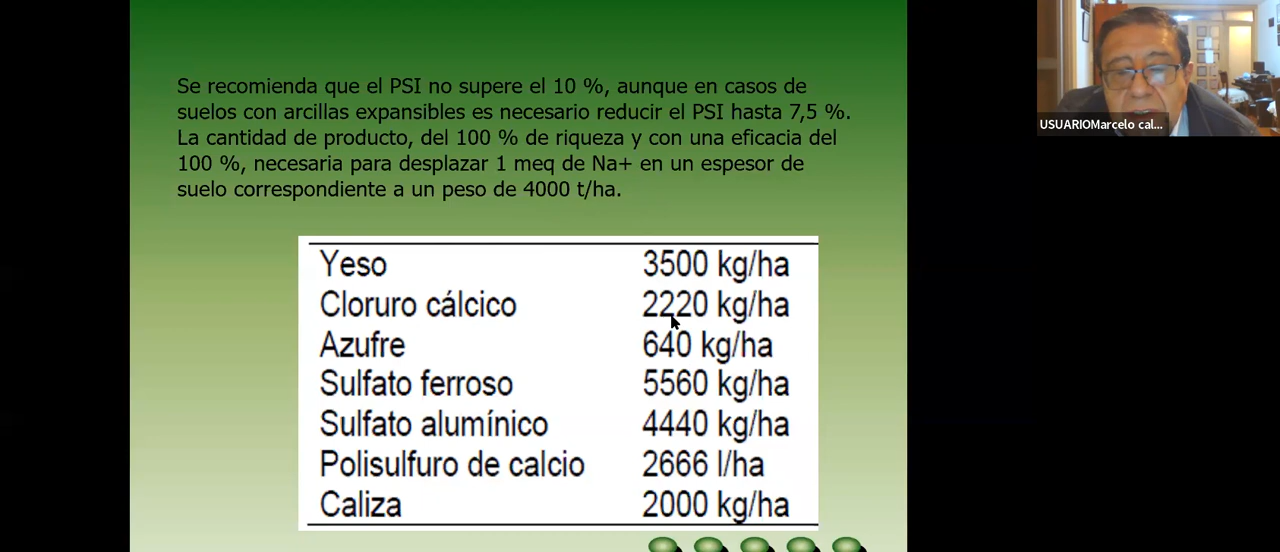 Se recomienda que el PSI no supere el 10 %, aunque en casos de
suelos con arcillas expansibles es necesario reducir el PSI hasta 7,5 %.
La cantidad de producto, del 100 % de riqueza y con una eficacia del
100 %, necesaria para desplazar 1 meq de Na+ en un espesor de
suelo correspondiente a un peso de 4000 t/ha.
Yeso 3500 kg/ha
Cloruro cálcico 2220 kg/ha
Azufre 640 kg/ha
Sulfato ferroso 5560 kg/ha
Sulfato alumínico 4440 kg/ha
Polisulfuro de calcio 2666 l/ha
Caliza 2000 kg/ha
USUARIOMarcelo cal...